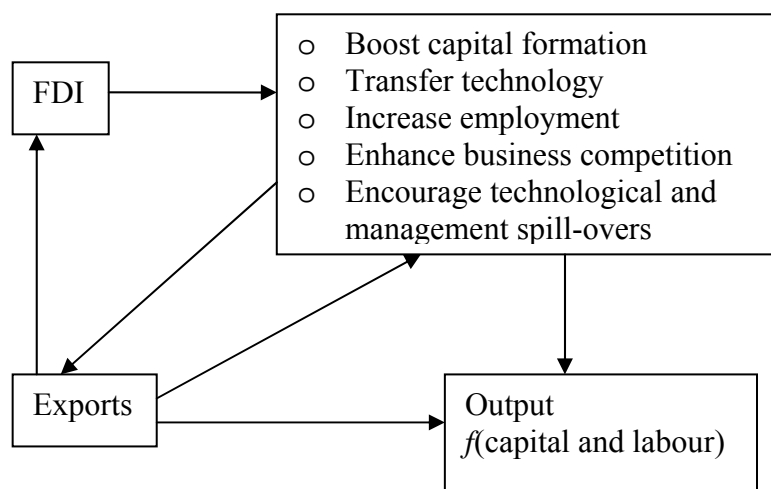 FDI
o Boost capital formation
o Transfer technology
o Increase employment
o Enhance business competition
o Encourage technological and
management spill-overs
Exports
Output
f(capital and labour)